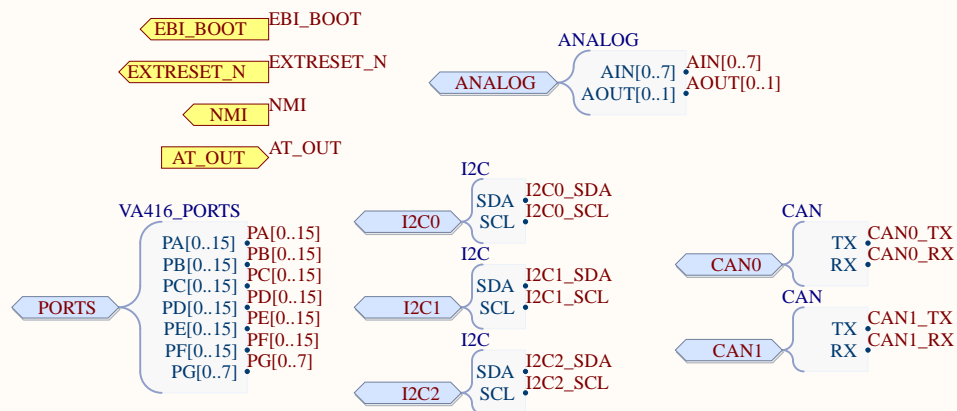 EBI_BOOT EBI_BOOT
EXTRESET_N EXTRESET_N
NMI NMI
AT_OUT AT_OUT
ANALOG
ANALOG AIN[0..7] AIN[0..7]
AOUT[0..1] AOUT[0..1]
VA416_PORTS
PORTS
PA[0..15] PA[0..15]
PB[0..15] PB[0..15]
PC[0..15] PC[0..15]
PD[0..15] PD[0..15]
PE[0..15] PE[0..15]
PF[0..15] PF[0..15]
PG[0..7] PG[0..7]
I2C
I2C0
SDA I2C0_SDA
SCL I2C0_SCL
I2C
I2C1
SDA I2C1_SDA
SCL I2C1_SCL
I2C
I2C2
SDA I2C2_SDA
SCL I2C2_SCL
CAN
CAN0
TX CAN0_TX
RX CAN0_RX
CAN
CAN1
TX CAN1_TX
RX CAN1_RX